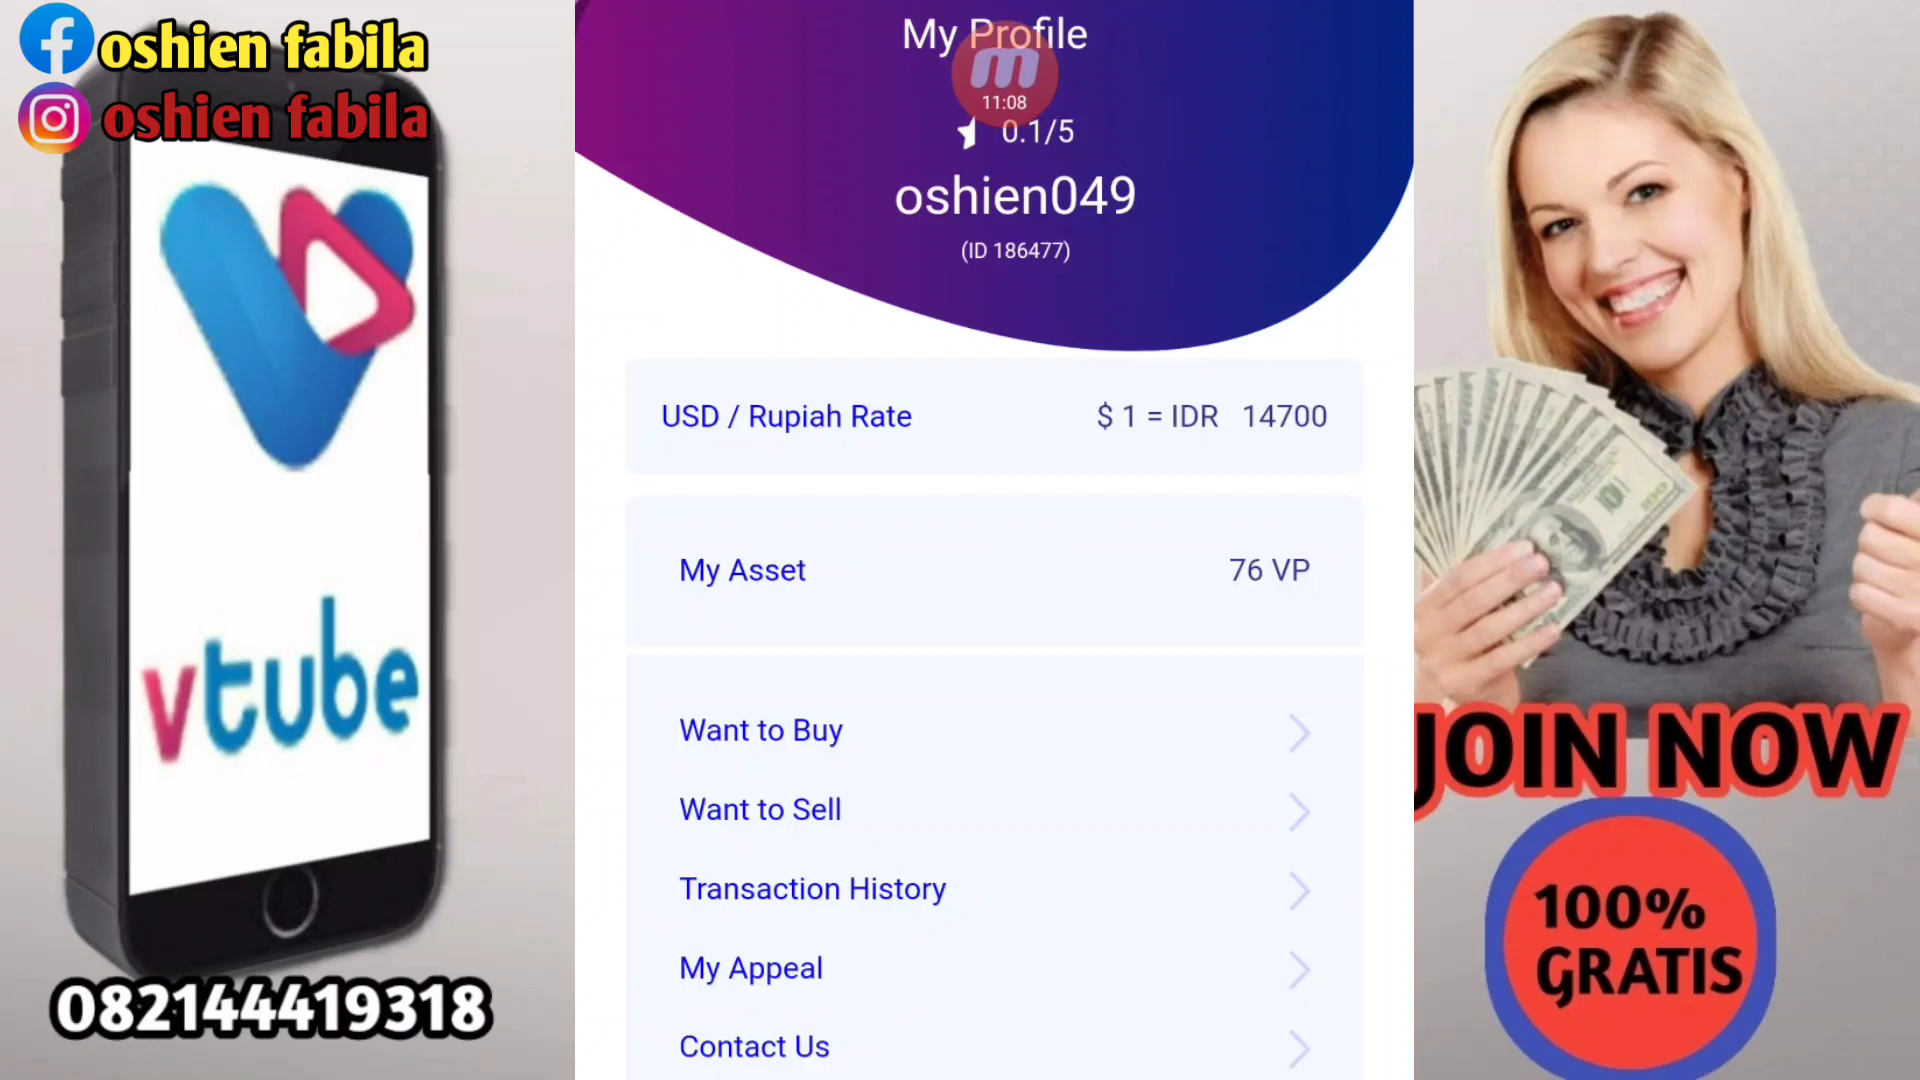 oshien fabila
oshien fabila
vtube
082144419318
My Profile
m
11:08
0.1/5
oshien049
(ID 186477)
USD / Rupiah Rate $ 1 = IDR 14700
My Asset 76 VP
Want to Buy
Want to Sell
Transaction History
My Appeal
Contact Us
JOIN NOW
100%
GRATIS